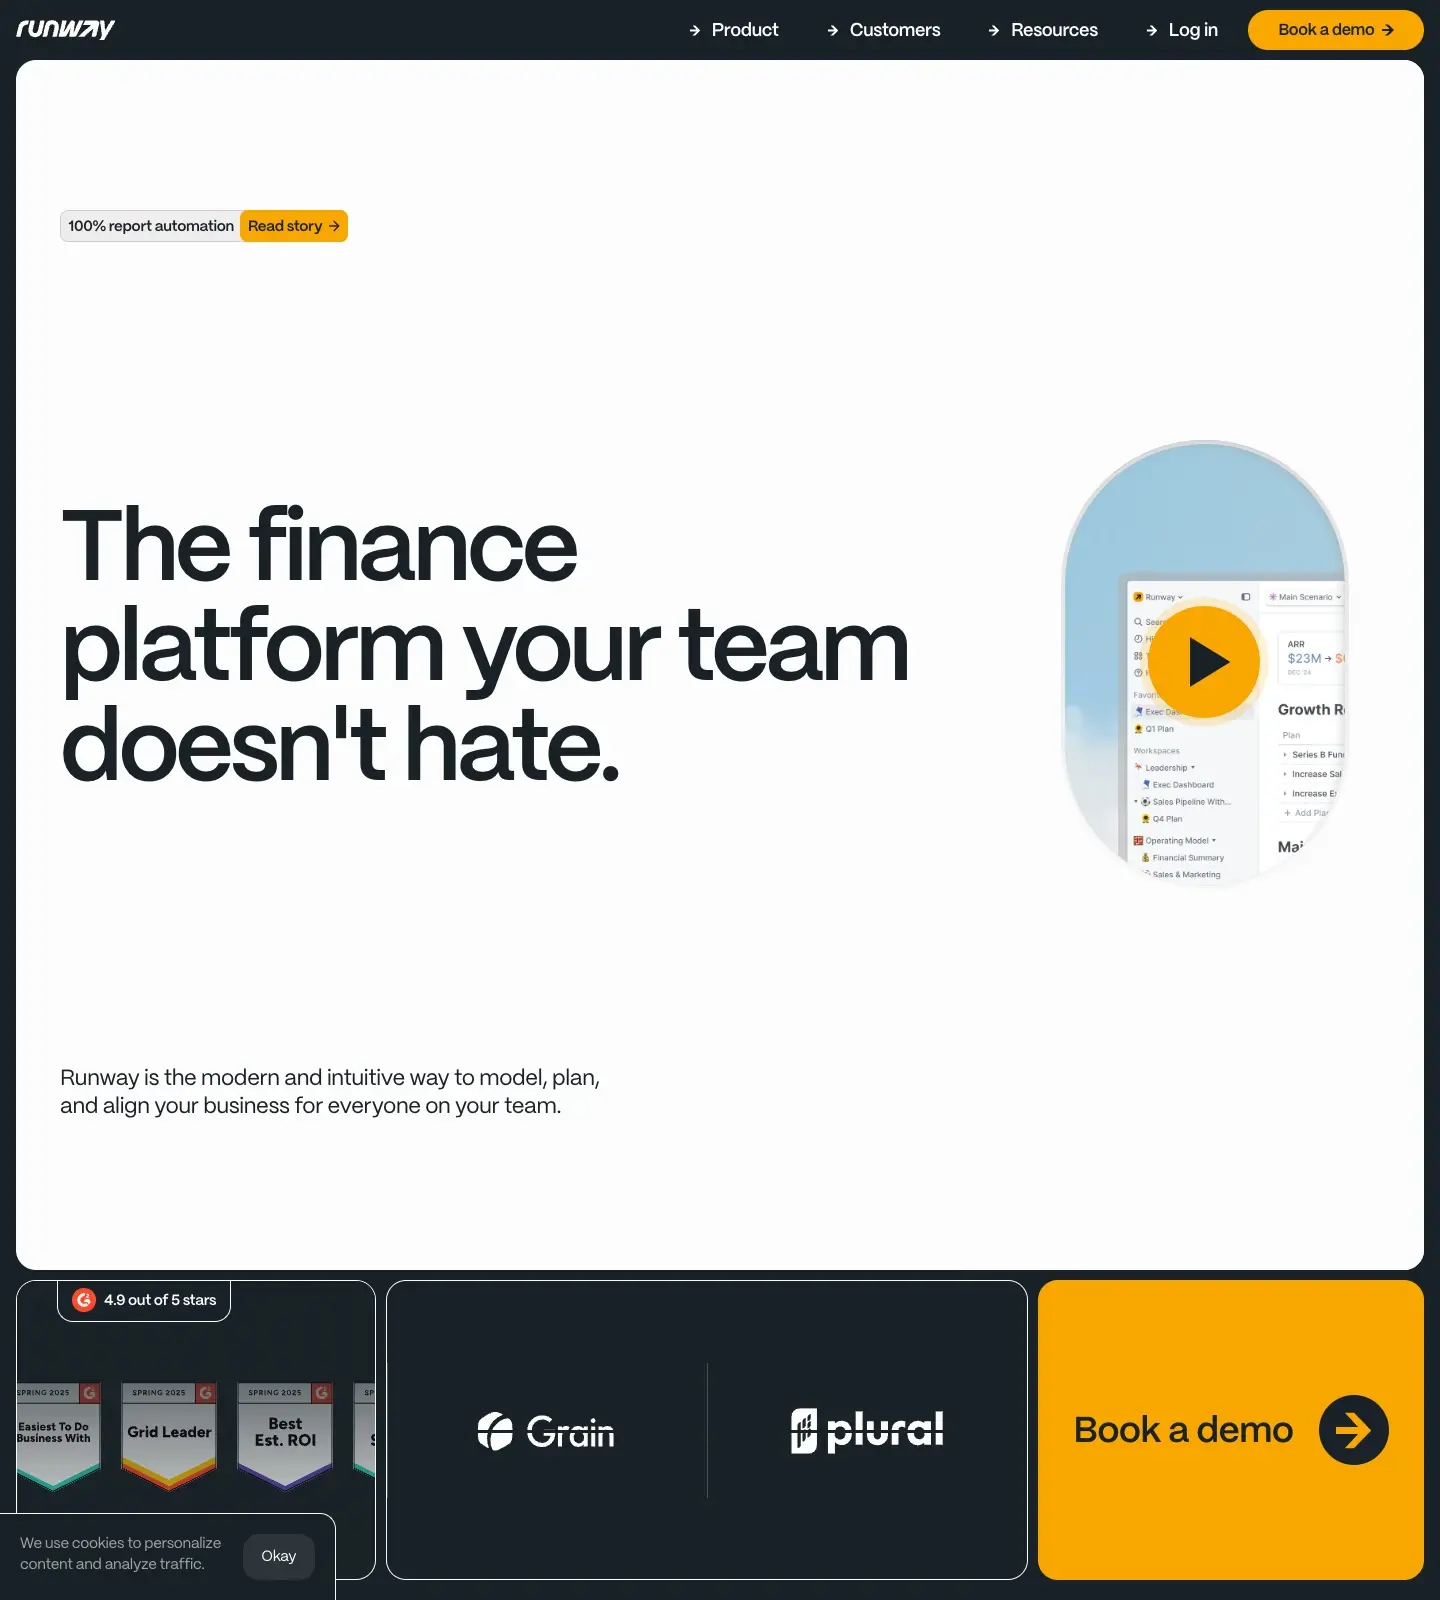 runway
Product
Customers
Resources
Log in
Book a demo
100% report automation
Read story
The finance
platform your team
doesn't hate.
Runway
Main Scenario
ARR
$23M
DEC '24
Growth
Exec
Q1 Plan
Plan
Workspaces
Series B
Leadership
Increase
Exec Dashboard
Increase
Sales Pipeline With...
Q4 Plan
Add
Operating Model
Financial Summary
Sales & Marketing
Runway is the modern and intuitive way to model, plan,
and align your business for everyone on your team.
4.9 out of 5 stars
SPRING 2025
Easiest To Do
Business With
SPRING 2025
Grid Leader
SPRING 2025
Best
Est. ROI
Grain
plural
Book a demo
We use cookies to personalize
content and analyze traffic.
Okay